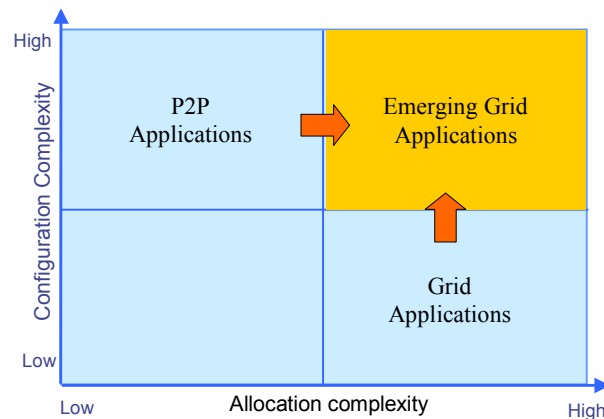 High
P2P
Applications
Emerging Grid
Applications
Configuration Complexity
Grid
Applications
Low
Low
Allocation complexity
High